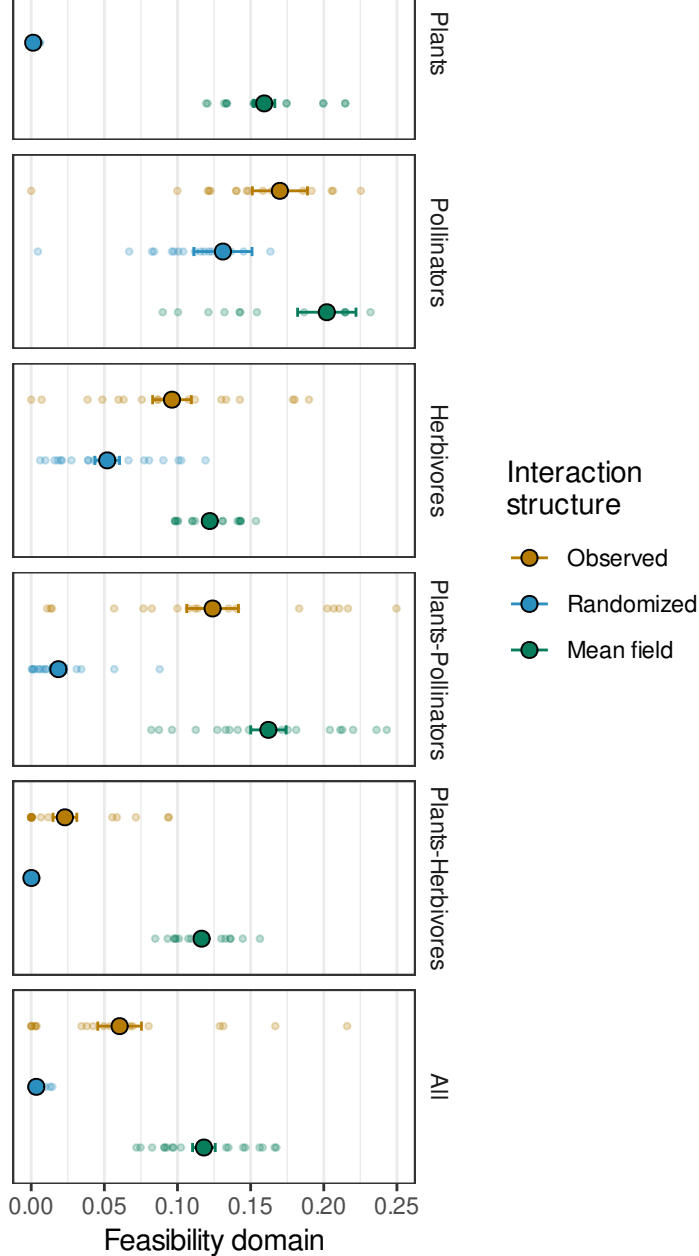 Plants
Pollinators
Herbivores
Plants-Pollinators
Plants-Herbivores
All
0.00 0.05 0.10 0.15 0.20 0.25
Feasibility domain
Interaction
structure
Observed
Randomized
Mean field